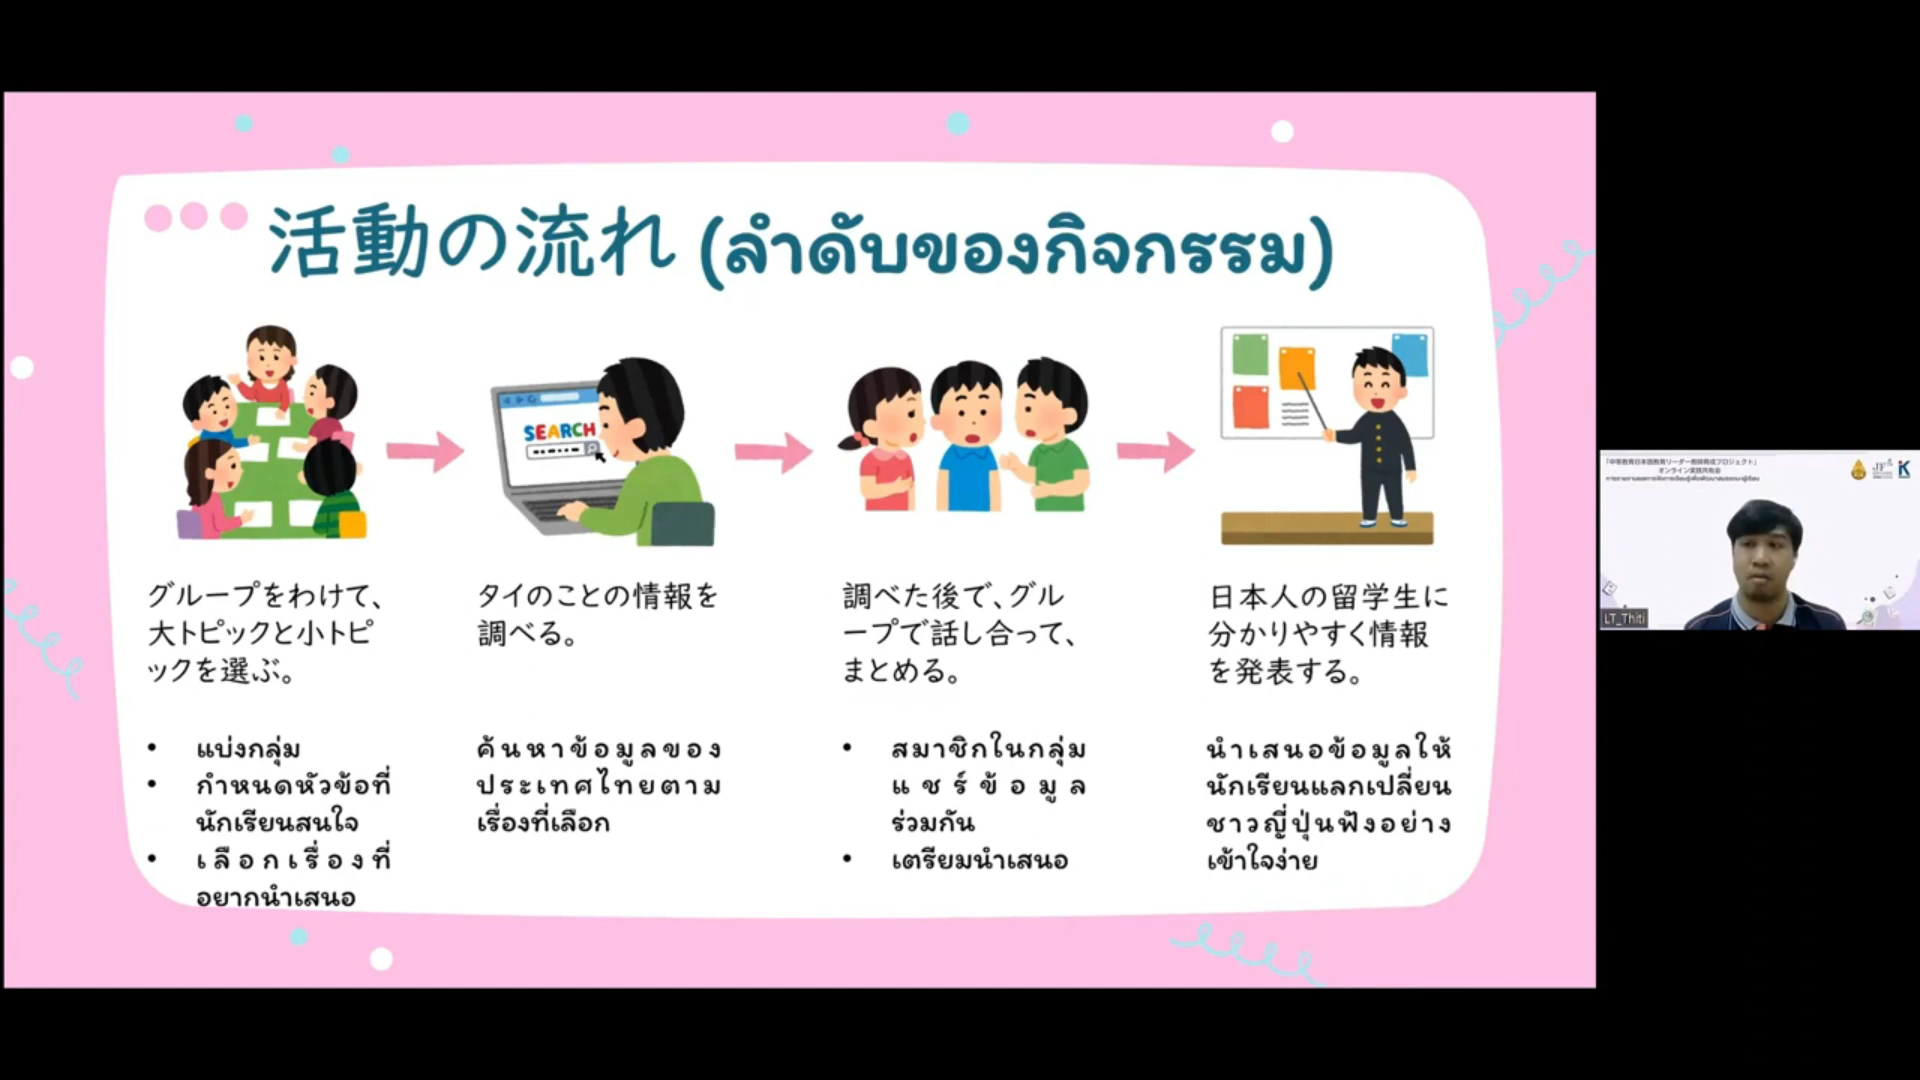 活動の流れ (ลำดับของกิจกรรม)
SEARCH
グループをわけて、
大トピックと小トピ
ックを選ぶ。
• แบ่งกลุ่ม
• กำหนดหัวข้อที่
นักเรียนสนใจ
• เลือกเรื่องที่
อยากนำเสนอ
タイのことの情報を
調べる。
ค้นหาข้อมูลของ
ประเทศไทยตาม
เรื่องที่เลือก
調べた後で、グル
ープで話し合って、
まとめる。
• สมาชิกในกลุ่ม
แชร์ข้อมูล
ร่วมกัน
• เตรียมนำเสนอ
日本人の留学生に
分かりやすく情報
を発表する。
นำเสนอข้อมูลให้
นักเรียนแลกเปลี่ยน
ชาวญี่ปุ่นฟังอย่าง
เข้าใจง่าย
オンライン実践共有会
LT_Thiti